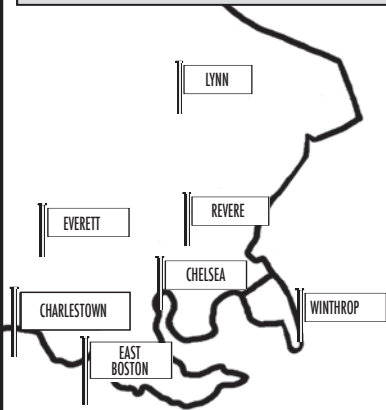 LYNN
REVERE
EVERETT
CHELSEA
CHARLESTOWN
WINTHROP
EAST
BOSTON